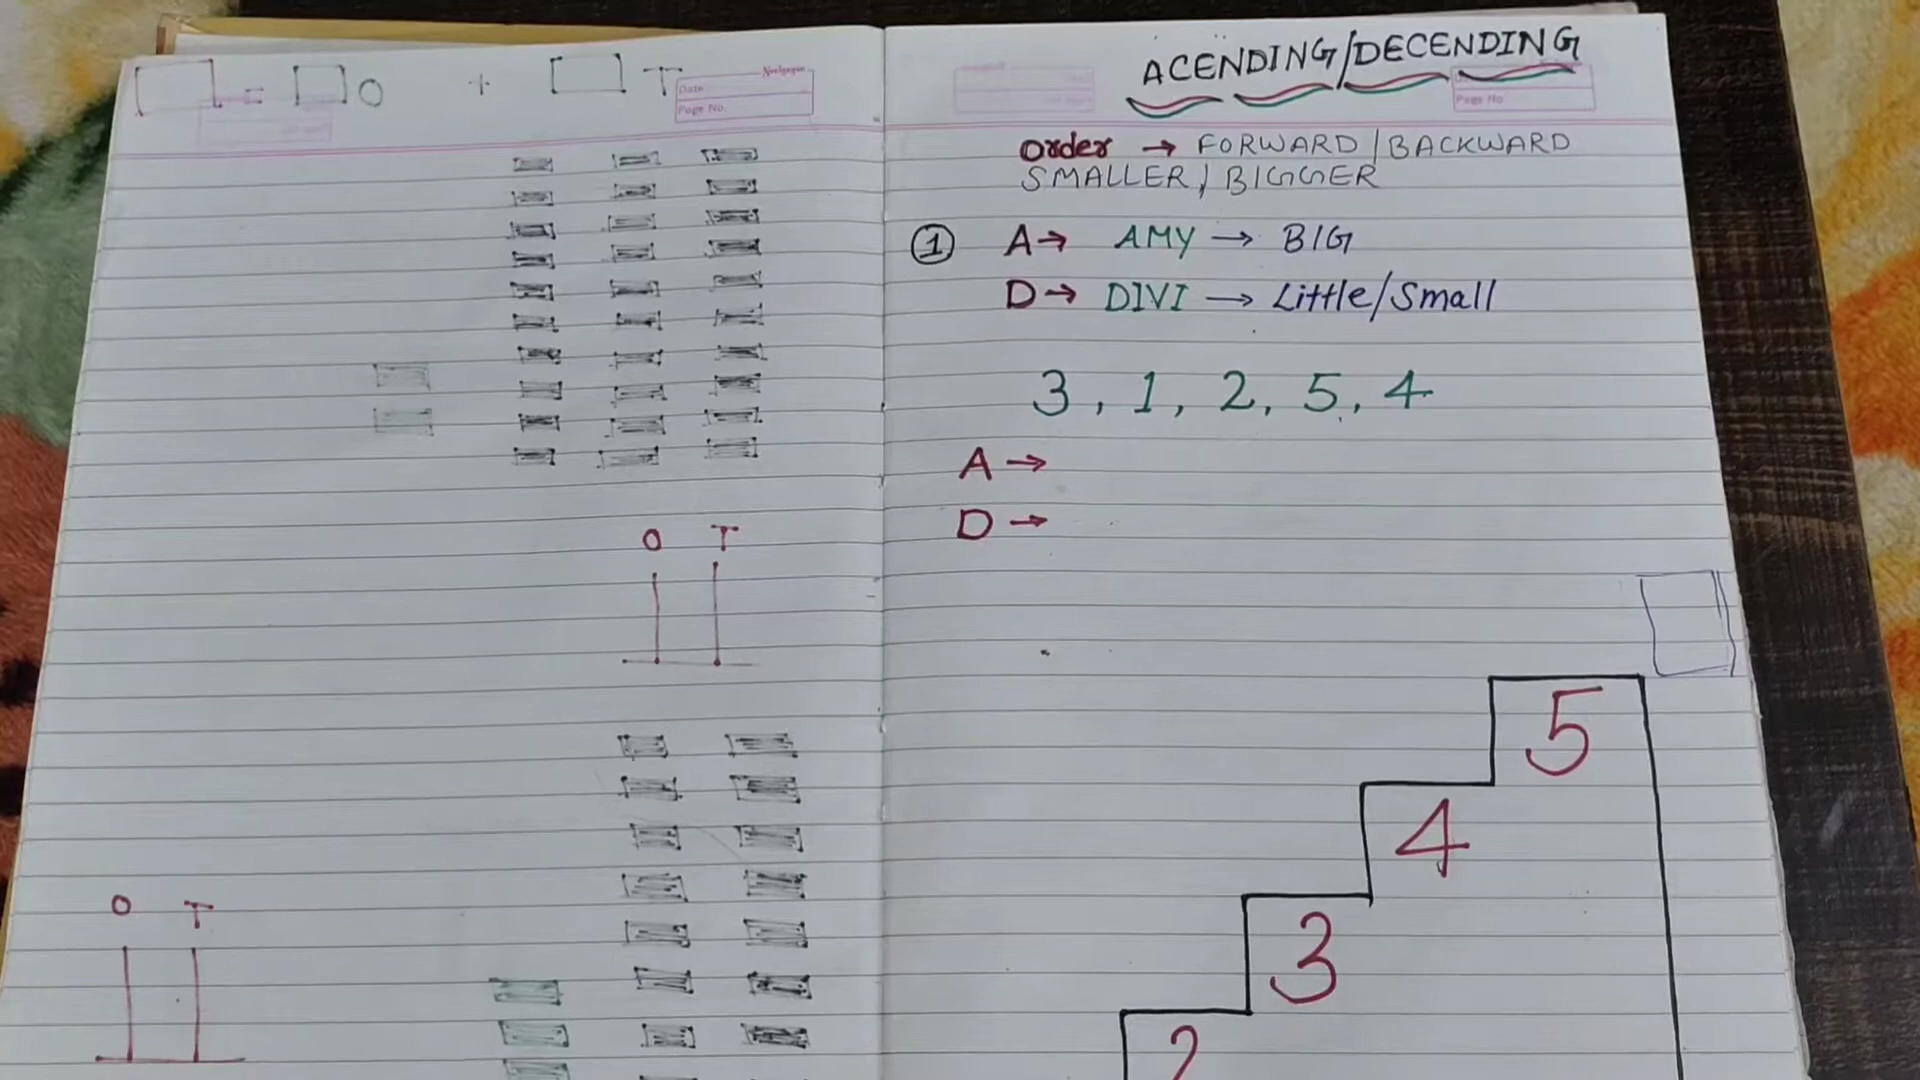 = O + T
Neelgagan
Date
Page No.
O T
O T
ACENDING/DECENDING
Page No
Order → FORWARD / BACKWARD
SMALLER / BIGGER
1 A → AMY → BIG
D → DIVI → Little/Small
3, 1, 2, 5, 4
A →
D →
5
4
3
2